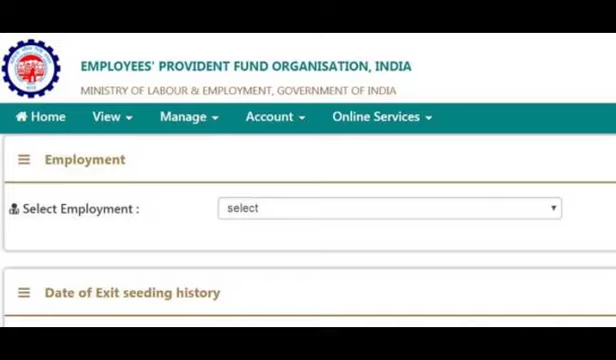 EMPLOYEES' PROVIDENT FUND ORGANISATION, INDIA
MINISTRY OF LABOUR & EMPLOYMENT, GOVERNMENT OF INDIA
Home View Manage Account Online Services
Employment
Select Employment : select
Date of Exit seeding history